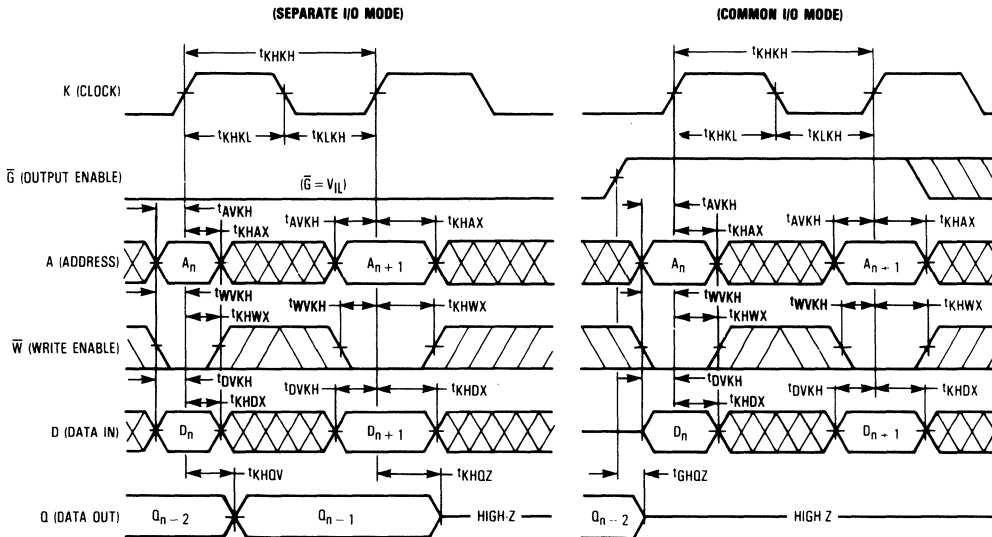 (SEPARATE I/O MODE) (COMMON I/O MODE)
tKHKH tKHKH
K (CLOCK)
tKHKL tKLKH tKHKL tKLKH
G̅ (OUTPUT ENABLE) (G̅ = VIL)
tAVKH tAVKH tKHAX tAVKH tAVKH tKHAX
tKHAX tKHAX
A (ADDRESS) An An + 1 An An + 1
tWVKH tWVKH tKHWX tWVKH tWVKH tKHWX
tKHWX tKHWX
W̅ (WRITE ENABLE)
tDVKH tDVKH tKHDX tDVKH tDVKH tKHDX
tKHDX tKHDX
D (DATA IN) Dn Dn + 1 Dn Dn + 1
tKHQV tKHQZ tGHQZ
Q (DATA OUT) Qn − 2 Qn − 1 HIGH-Z Qn − 2 HIGH Z